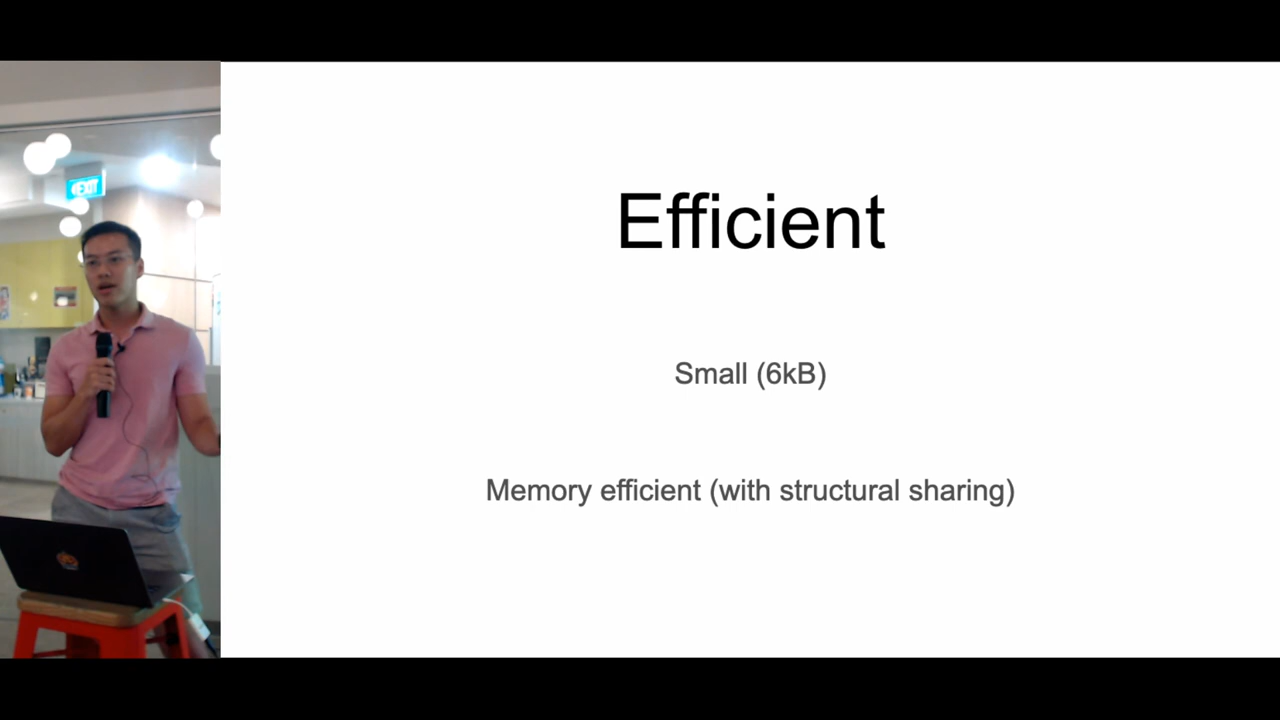 EXIT
Efficient
Small (6kB)
Memory efficient (with structural sharing)